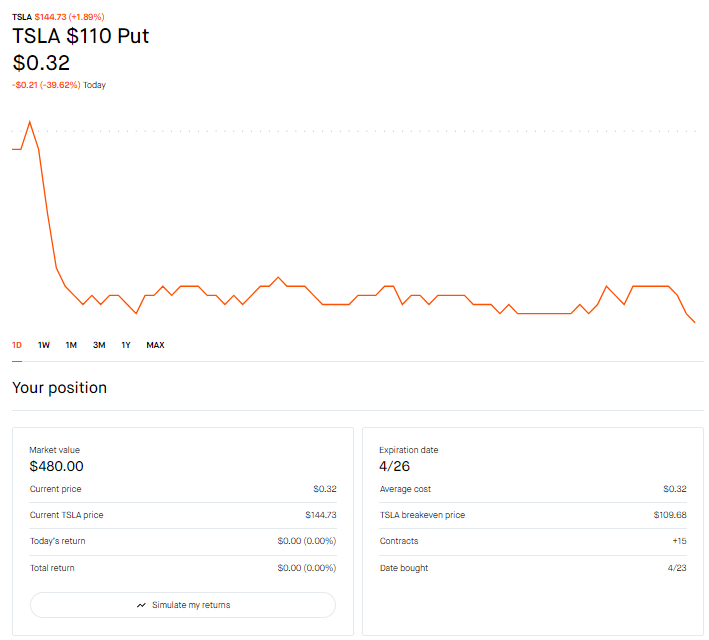 TSLA $144.73 (+1.89%)
TSLA $110 Put
$0.32
-$0.21 (-39.62%) Today
1D 1W 1M 3M 1Y MAX
Your position
Market value
$480.00
Current price $0.32
Current TSLA price $144.73
Today's return $0.00 (0.00%)
Total return $0.00 (0.00%)
Simulate my returns
Expiration date
4/26
Average cost $0.32
TSLA breakeven price $109.68
Contracts +15
Date bought 4/23